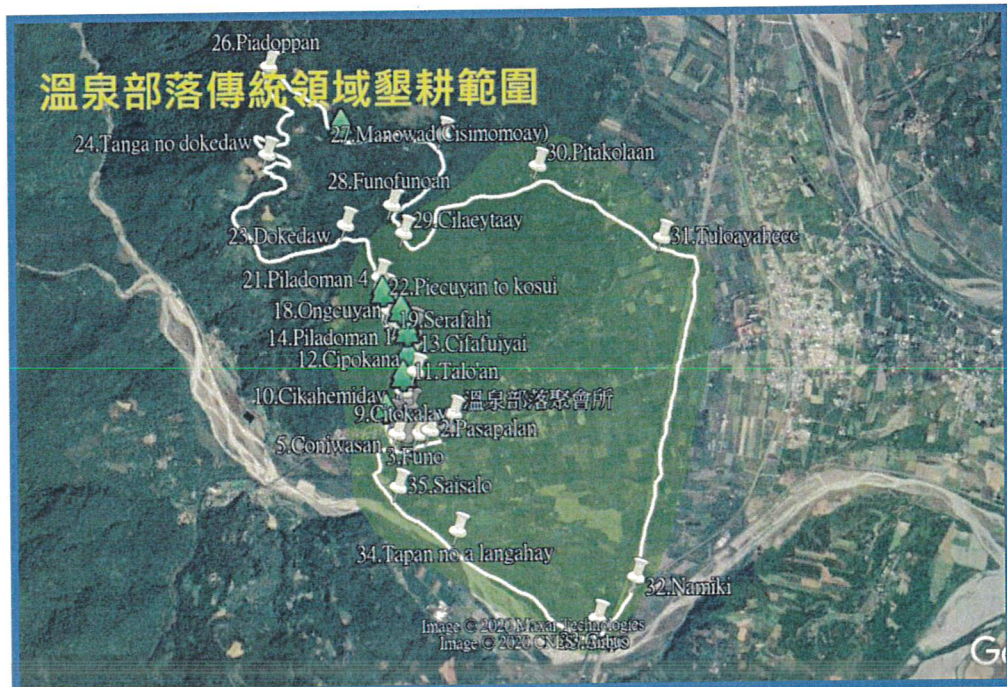 26.Piadoppan
溫泉部落傳統領域墾耕範圍
27.Manowad(Cisimomoay)
24.Tanga no dokedaw
30.Pitakolaan
28.Funofunoan
29.Cilaeytaay
23.Dokedaw
31.Tuloayaheee
21.Piladoman 4
22.Piecuyan to kosui
18.Ongcuyan
19.Serafahi
14.Piladoman 1
13.Cifafuiyai
12.Cipokana
11.Talo'an
10.Cikahemiday
溫泉部落聚會所
9.Citokalay
2.Pasapalan
5.Coniwasan
3.Funo
35.Saisalo
34.Tapan no a langahay
32.Namiki
Image © 2020 Maxar Technologies
Image © 2020 CNES / Airbus